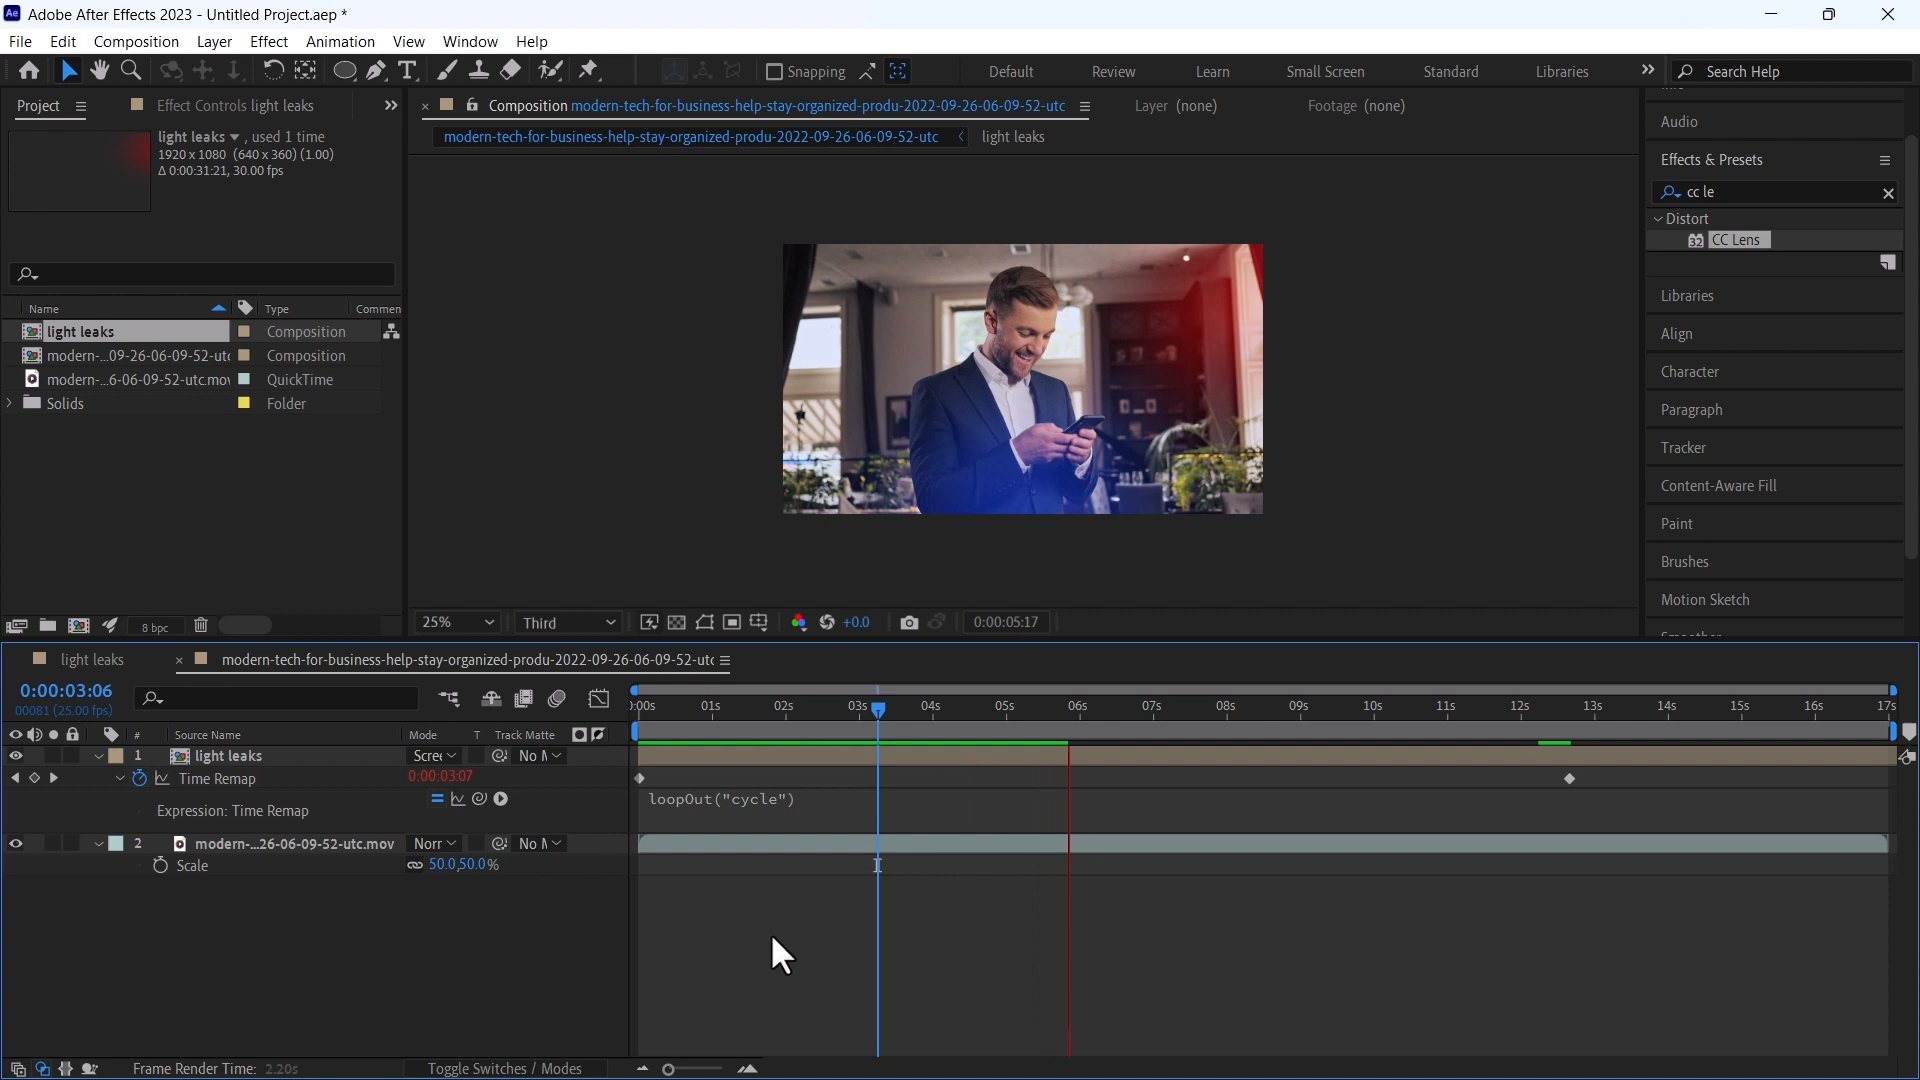 Ae Adobe After Effects 2023 - Untitled Project.aep *
File Edit Composition Layer Effect Animation View Window Help
Snapping Default Review Learn Small Screen Standard Libraries Search Help
Project Effect Controls light leaks
light leaks , used 1 time
1920 x 1080 (640 x 360) (1.00)
Δ 0:00:31:21, 30.00 fps
Name Type Commen
light leaks Composition
modern-...09-26-06-09-52-utc Composition
modern-...6-06-09-52-utc.mov QuickTime
Solids Folder
8 bpc
Composition modern-tech-for-business-help-stay-organized-produ-2022-09-26-06-09-52-utc Layer (none) Footage (none)
modern-tech-for-business-help-stay-organized-produ-2022-09-26-06-09-52-utc light leaks
25% Third +0.0 0:00:05:17
Audio
Effects & Presets
cc le
Distort
32 CC Lens
Libraries
Align
Character
Paragraph
Tracker
Content-Aware Fill
Paint
Brushes
Motion Sketch
light leaks modern-tech-for-business-help-stay-organized-produ-2022-09-26-06-09-52-utc
0:00:03:06
00081 (25.00 fps)
):00s 01s 02s 03s 04s 05s 06s 07s 08s 09s 10s 11s 12s 13s 14s 15s 16s 17s
# Source Name Mode T Track Matte
1 light leaks Scree No M
Time Remap 0:00:03:07
Expression: Time Remap loopOut("cycle")
2 modern-...26-06-09-52-utc.mov Norr No M
Scale 50.0,50.0%
Frame Render Time: 2.20s Toggle Switches / Modes